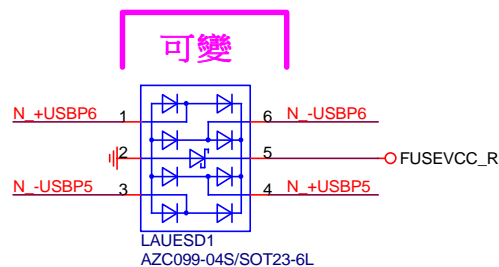 可變
N_+USBP6 1 6 N_-USBP6
2 5 FUSEVCC_R
N_-USBP5 3 4 N_+USBP5
LAUESD1
AZC099-04S/SOT23-6L